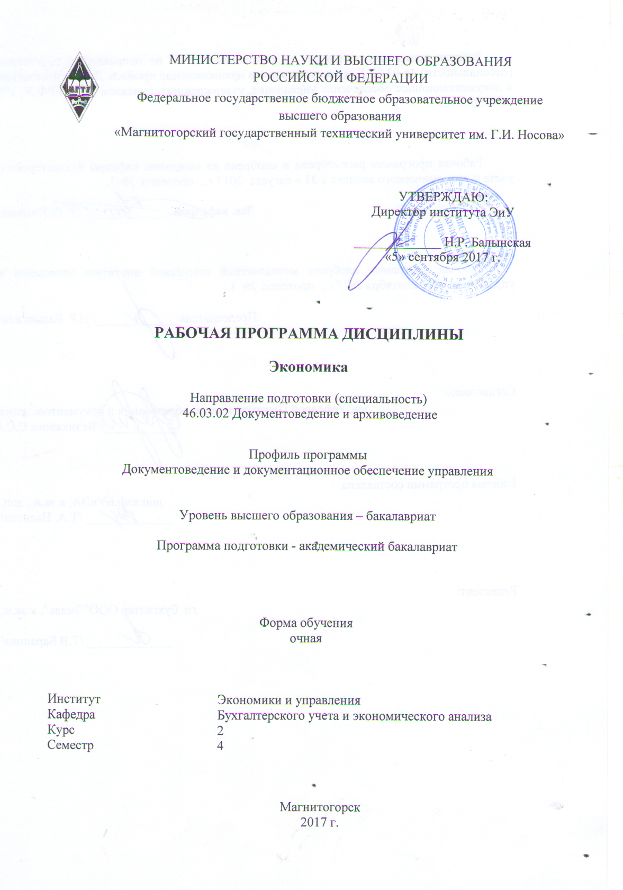 МИНИСТЕРСТВО НАУКИ И ВЫСШЕГО ОБРАЗОВАНИЯ
РОССИЙСКОЙ ФЕДЕРАЦИИ
Федеральное государственное бюджетное образовательное учреждение
высшего образования
«Магнитогорский государственный технический университет им. Г.И. Носова»
МГТУ
УТВЕРЖДАЮ:
Директор института ЭиУ
Н.Р. Балынская
«5» сентября 2017 г.
РАБОЧАЯ ПРОГРАММА ДИСЦИПЛИНЫ
Экономика
Направление подготовки (специальность)
46.03.02 Документоведение и архивоведение
Профиль программы
Документоведение и документационное обеспечение управления
Уровень высшего образования – бакалавриат
Программа подготовки - академический бакалавриат
Форма обучения
очная
Институт Экономики и управления
Кафедра Бухгалтерского учета и экономического анализа
Курс 2
Семестр 4
Магнитогорск
2017 г.